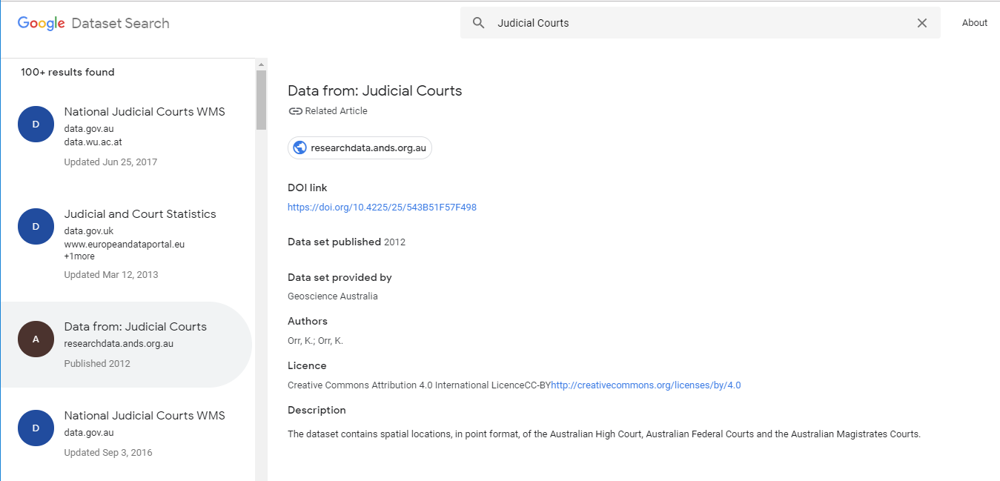 Google Dataset Search
Judicial Courts
About
100+ results found
D
National Judicial Courts WMS
data.gov.au
data.wu.ac.at
Updated Jun 25, 2017
D
Judicial and Court Statistics
data.gov.uk
www.europeandataportal.eu
+1more
Updated Mar 12, 2013
A
Data from: Judicial Courts
researchdata.ands.org.au
Published 2012
D
National Judicial Courts WMS
data.gov.au
Updated Sep 3, 2016
Data from: Judicial Courts
Related Article
researchdata.ands.org.au
DOI link
https://doi.org/10.4225/25/543B51F57F498
Data set published 2012
Data set provided by
Geoscience Australia
Authors
Orr, K.; Orr, K.
Licence
Creative Commons Attribution 4.0 International LicenceCC-BYhttp://creativecommons.org/licenses/by/4.0
Description
The dataset contains spatial locations, in point format, of the Australian High Court, Australian Federal Courts and the Australian Magistrates Courts.